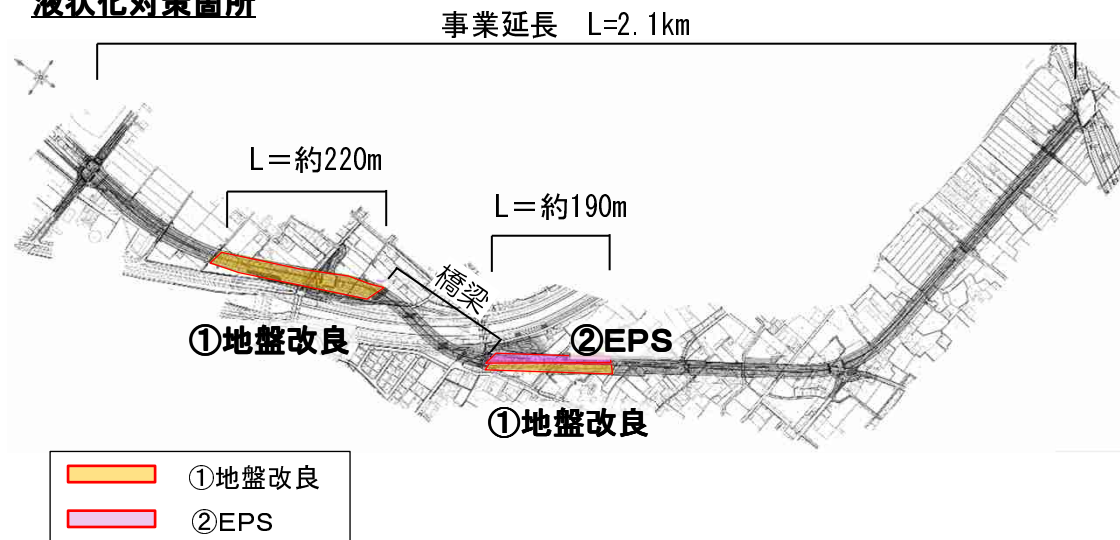 液状化対策箇所
事業延長 L=2.1km
L=約220m
L=約190m
橋梁
①地盤改良
②EPS
①地盤改良
①地盤改良
②EPS